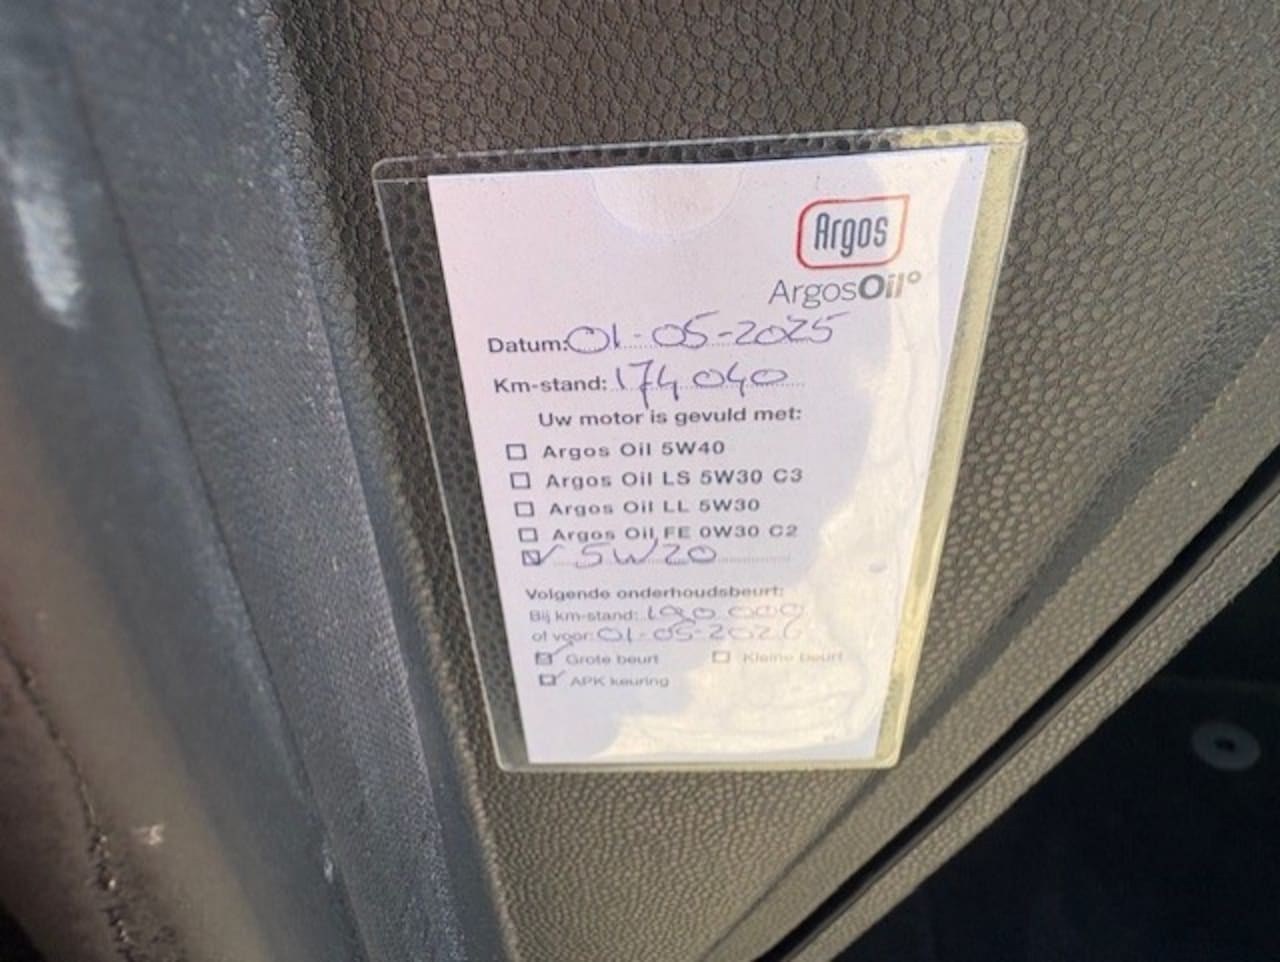 Argos
ArgosOil°
Datum: 01-05-2025
Km-stand: 174040
Uw motor is gevuld met:
☐ Argos Oil 5W40
☐ Argos Oil LS 5W30 C3
☐ Argos Oil LL 5W30
☐ Argos Oil FE 0W30 C2
☑ 5W20
Volgende onderhoudsbeurt:
Bij km-stand: 190.000
of voor: 01-05-2026
☑ Grote beurt ☐ Kleine beurt
☑ APK keuring